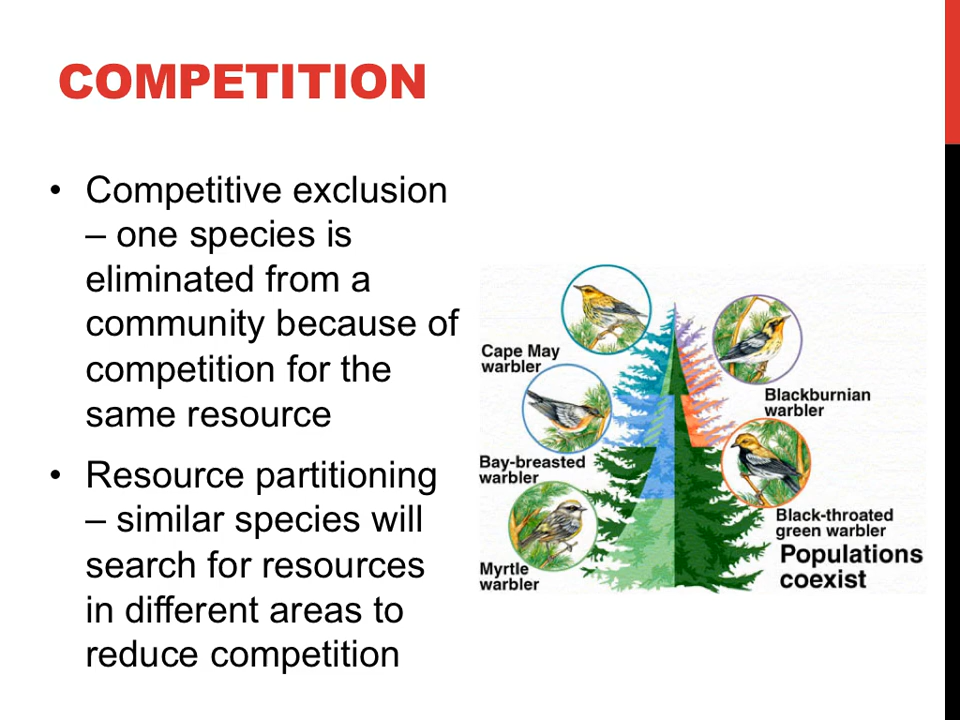 COMPETITION
• Competitive exclusion
– one species is
eliminated from a
community because of
competition for the
same resource
• Resource partitioning
– similar species will
search for resources
in different areas to
reduce competition
Cape May
warbler
Blackburnian
warbler
Bay-breasted
warbler
Black-throated
green warbler
Myrtle
warbler
Populations
coexist